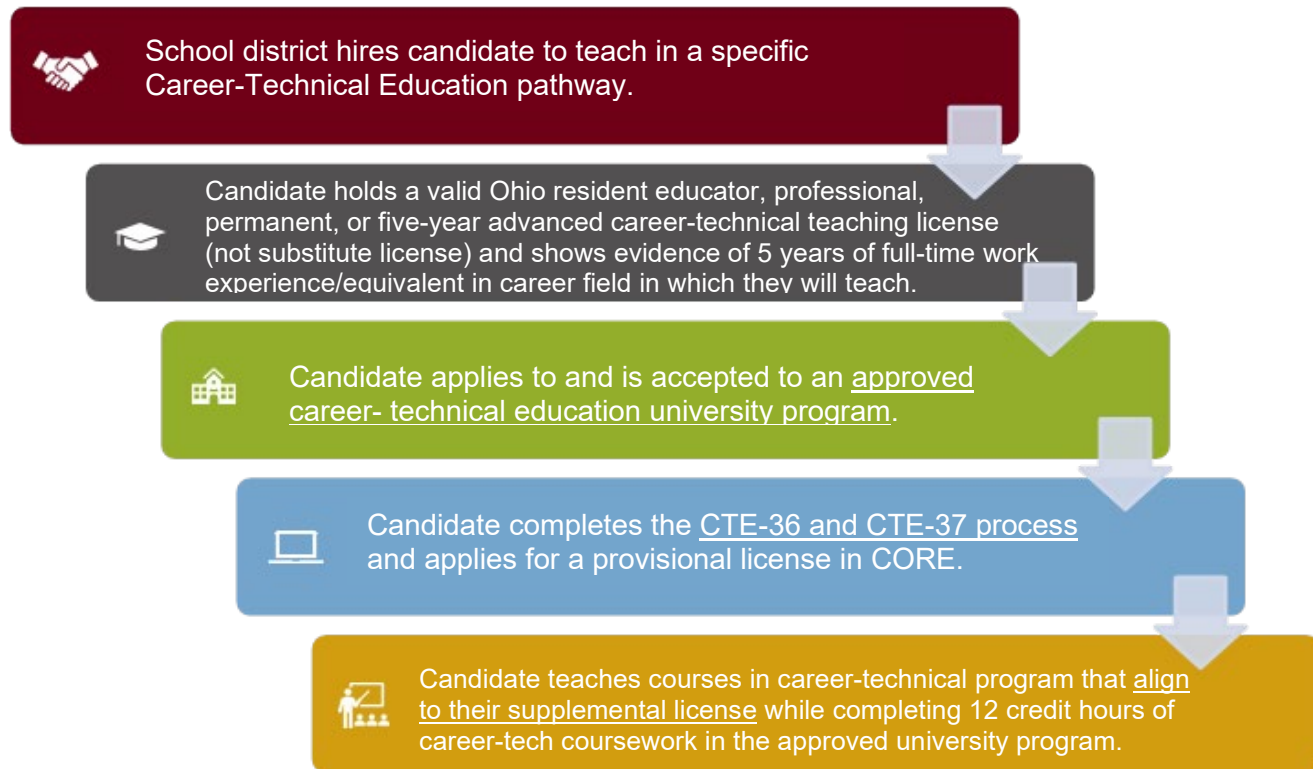 School district hires candidate to teach in a specific
Career-Technical Education pathway.
Candidate holds a valid Ohio resident educator, professional,
permanent, or five-year advanced career-technical teaching license
(not substitute license) and shows evidence of 5 years of full-time work
experience/equivalent in career field in which they will teach.
Candidate applies to and is accepted to an approved
career- technical education university program.
Candidate completes the CTE-36 and CTE-37 process
and applies for a provisional license in CORE.
Candidate teaches courses in career-technical program that align
to their supplemental license while completing 12 credit hours of
career-tech coursework in the approved university program.